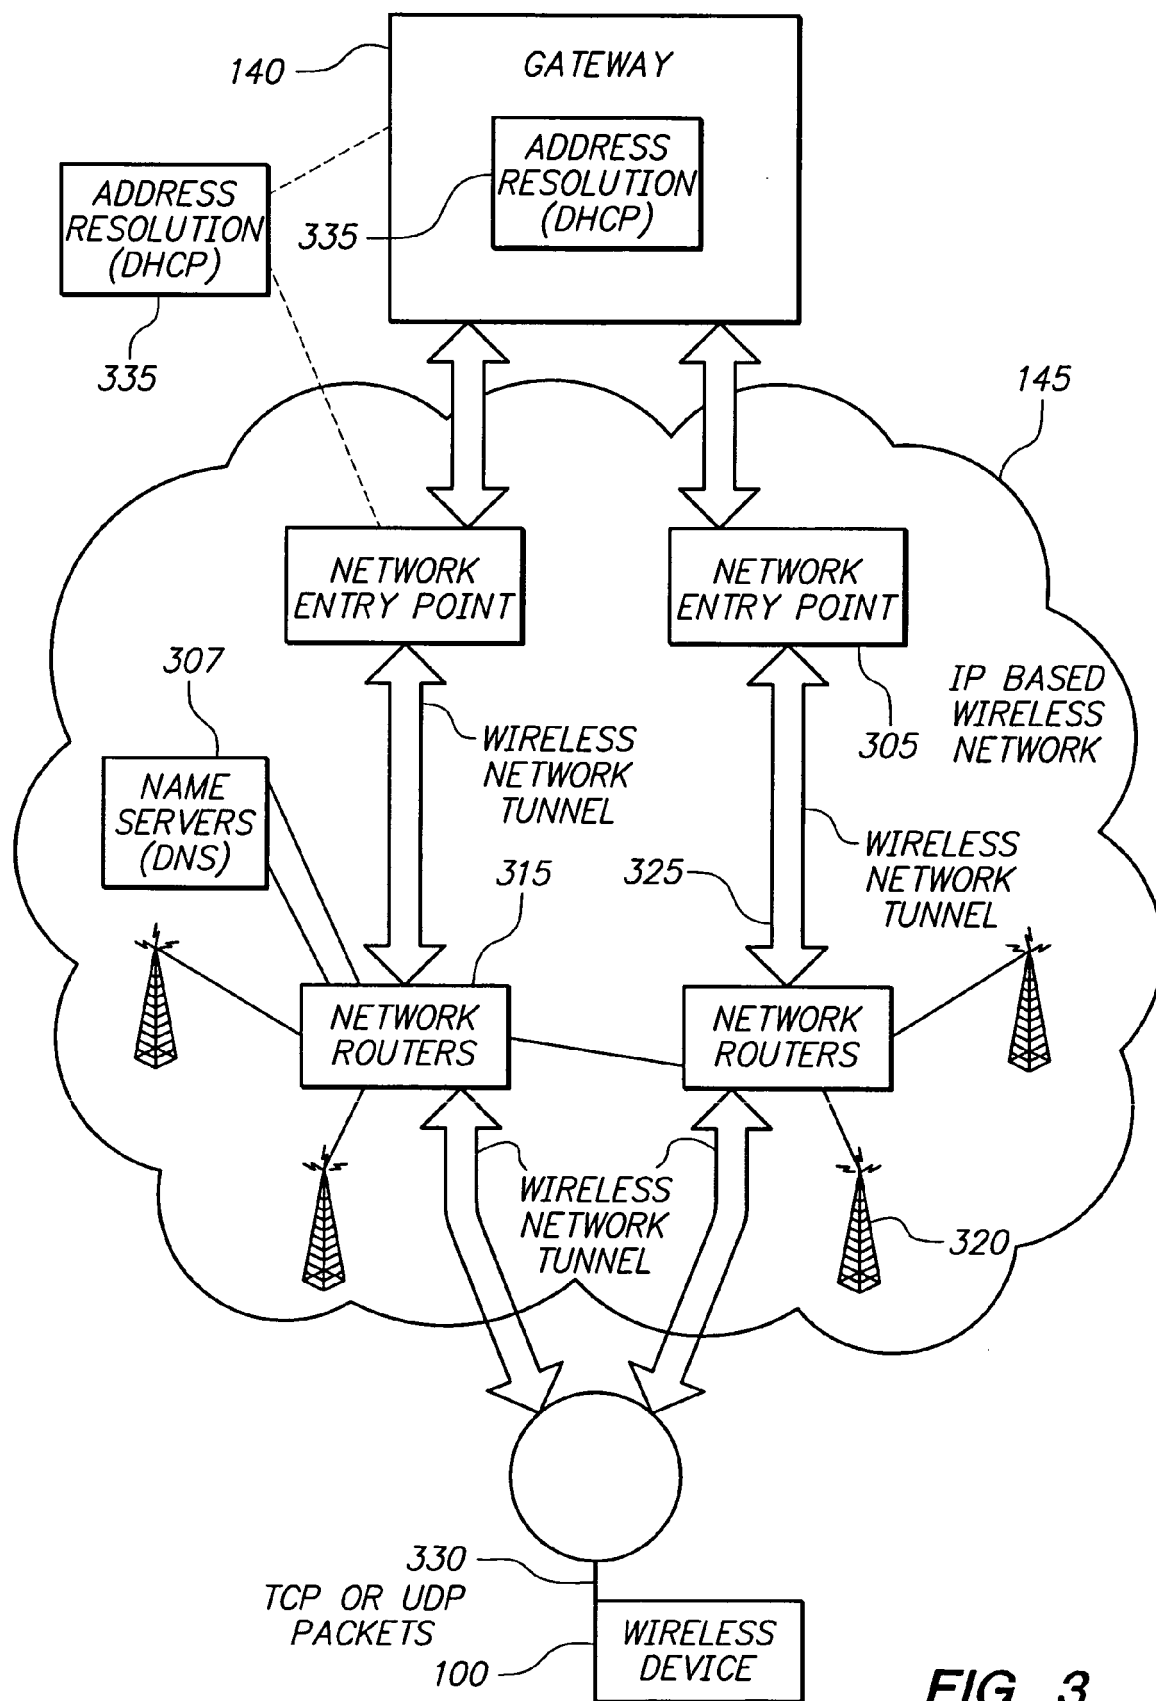 140
GATEWAY
ADDRESS
RESOLUTION
(DHCP)
335
ADDRESS
RESOLUTION
(DHCP)
335
145
NETWORK
ENTRY POINT
NETWORK
ENTRY POINT
305
307
IP BASED
WIRELESS
NETWORK
WIRELESS
NETWORK
TUNNEL
NAME
SERVERS
(DNS)
WIRELESS
NETWORK
TUNNEL
315
325
NETWORK
ROUTERS
NETWORK
ROUTERS
WIRELESS
NETWORK
TUNNEL
320
330
TCP OR UDP
PACKETS
100
WIRELESS
DEVICE
FIG. 3